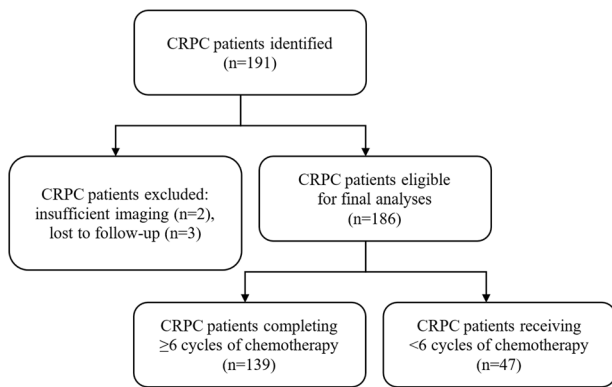 CRPC patients identified
(n=191)
CRPC patients excluded:
insufficient imaging (n=2),
lost to follow-up (n=3)
CRPC patients eligible
for final analyses
(n=186)
CRPC patients completing
≥6 cycles of chemotherapy
(n=139)
CRPC patients receiving
<6 cycles of chemotherapy
(n=47)